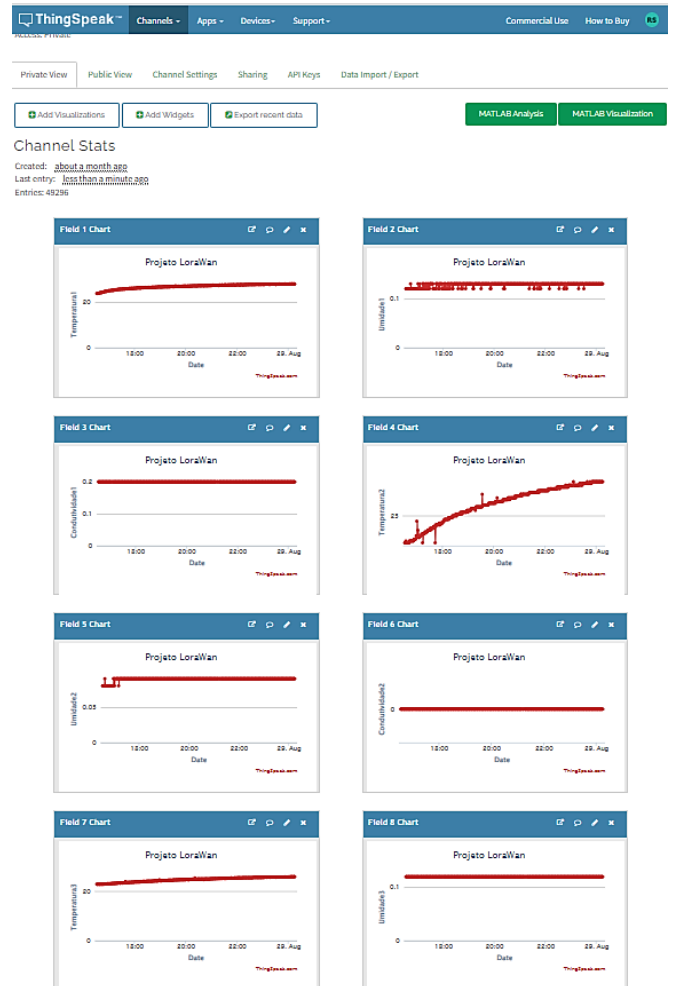 ThingSpeak™ Channels Apps Devices Support Commercial Use How to Buy RS
Access: Private
Private View Public View Channel Settings Sharing API Keys Data Import / Export
Add Visualizations Add Widgets Export recent data MATLAB Analysis MATLAB Visualization
Channel Stats
Created: about a month ago
Last entry: less than a minute ago
Entries: 49296
Field 1 Chart
Projeto LoraWan
Temperatura1
20
0
18:00 20:00 22:00 29. Aug
Date
ThingSpeak.com
Field 2 Chart
Projeto LoraWan
Umidade1
0.1
0
18:00 20:00 22:00 29. Aug
Date
ThingSpeak.com
Field 3 Chart
Projeto LoraWan
Condutividade1
0.2
0.1
0
18:00 20:00 22:00 29. Aug
Date
ThingSpeak.com
Field 4 Chart
Projeto LoraWan
Temperatura2
25
18:00 20:00 22:00 29. Aug
Date
ThingSpeak.com
Field 5 Chart
Projeto LoraWan
Umidade2
0.05
0
18:00 20:00 22:00 29. Aug
Date
ThingSpeak.com
Field 6 Chart
Projeto LoraWan
Condutividade2
0
18:00 20:00 22:00 29. Aug
Date
ThingSpeak.com
Field 7 Chart
Projeto LoraWan
Temperatura3
20
0
18:00 20:00 22:00 29. Aug
Date
ThingSpeak.com
Field 8 Chart
Projeto LoraWan
Umidade3
0.1
0
18:00 20:00 22:00 29. Aug
Date
ThingSpeak.com